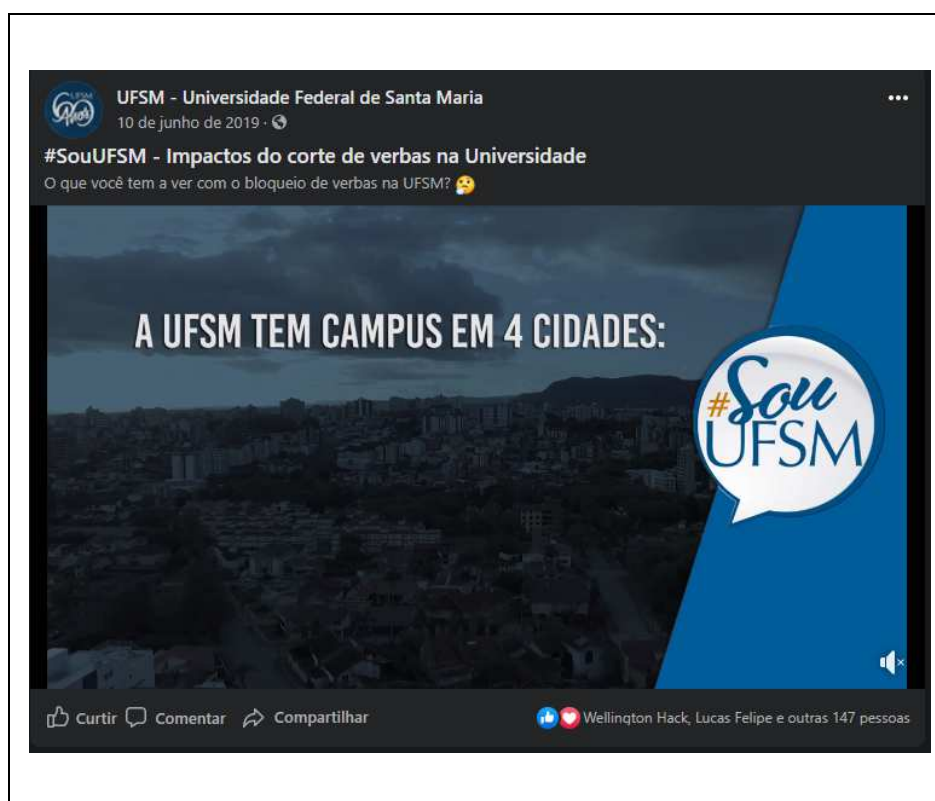 UFSM - Universidade Federal de Santa Maria
10 de junho de 2019 ·
#SouUFSM - Impactos do corte de verbas na Universidade
O que você tem a ver com o bloqueio de verbas na UFSM?
A UFSM TEM CAMPUS EM 4 CIDADES:
#Sou
UFSM
Curtir Comentar Compartilhar Wellington Hack, Lucas Felipe e outras 147 pessoas